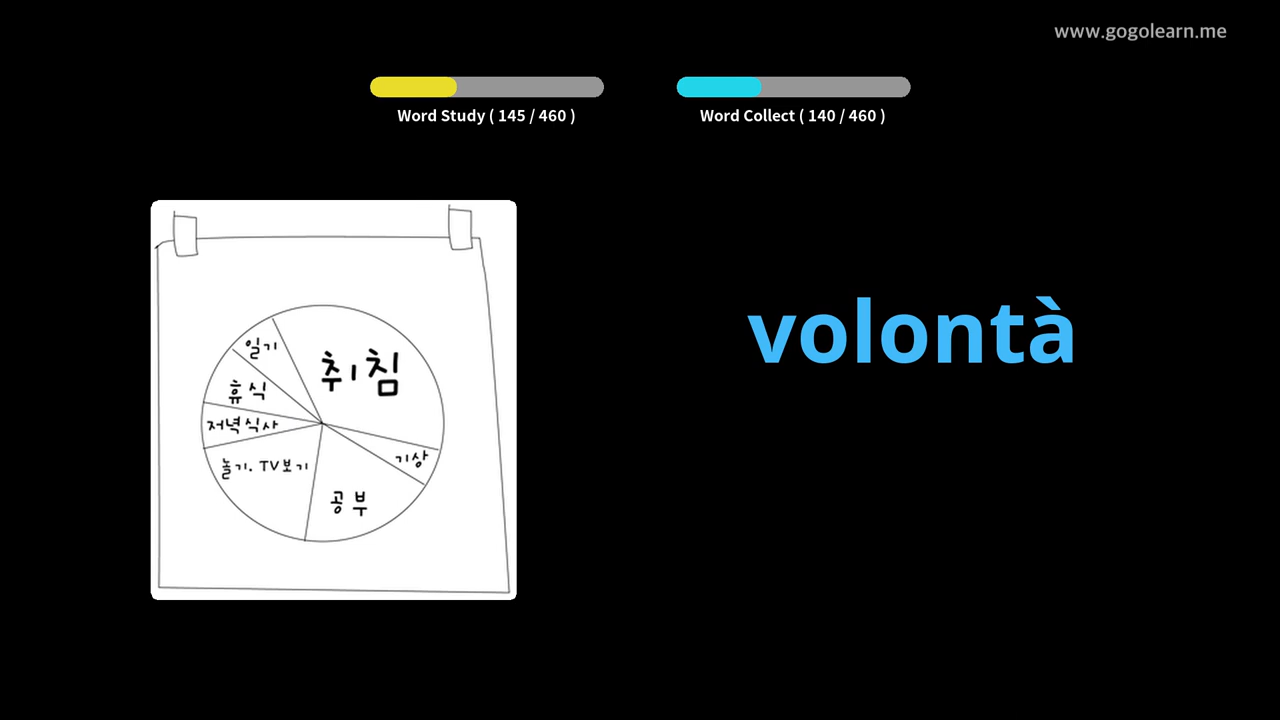 www.gogolearn.me
Word Study ( 145 / 460 )
Word Collect ( 140 / 460 )
일기
취침
휴식
저녁식사
놀기. TV보기
기상
공부
volontà